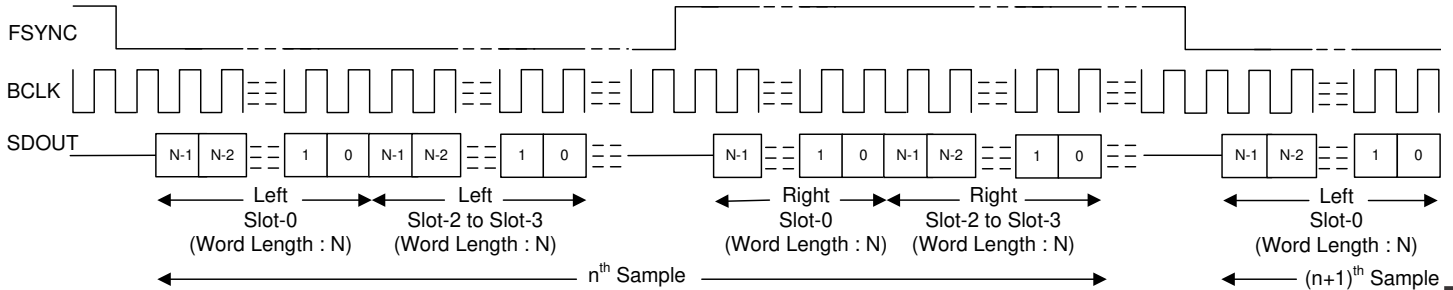 FSYNC
BCLK
SDOUT
N-1 N-2 1 0 N-1 N-2 1 0 N-1 1 0 N-1 N-2 1 0 N-1 N-2 1 0
Left Left Right Right Left
Slot-0 Slot-2 to Slot-3 Slot-0 Slot-2 to Slot-3 Slot-0
(Word Length : N) (Word Length : N) (Word Length : N) (Word Length : N) (Word Length : N)
nth Sample (n+1)th Sample